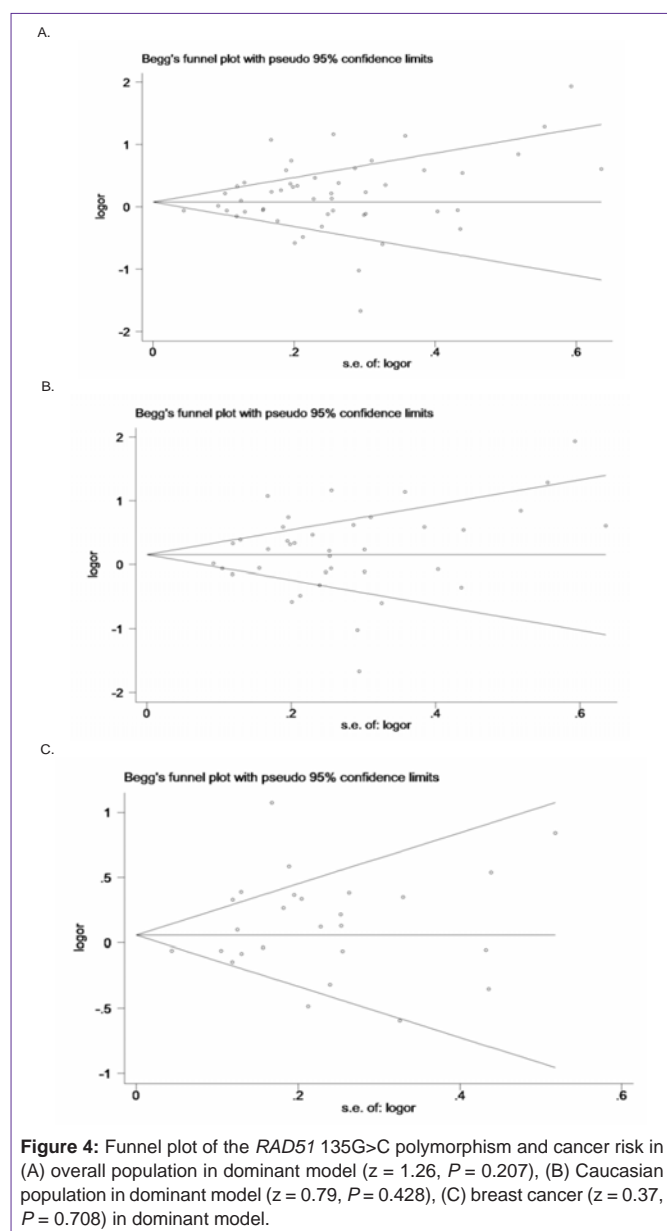 A.
Begg's funnel plot with pseudo 95% confidence limits
2
1
0
-1
-2
logor
0
.2
.4
.6
s.e. of: logor
B.
Begg's funnel plot with pseudo 95% confidence limits
2
1
0
-1
-2
logor
0
.2
.4
.6
s.e. of: logor
C.
Begg's funnel plot with pseudo 95% confidence limits
1
.5
0
-.5
-1
logor
0
.2
.4
.6
s.e. of: logor
Figure 4: Funnel plot of the RAD51 135G>C polymorphism and cancer risk in
(A) overall population in dominant model (z = 1.26, P = 0.207), (B) Caucasian
population in dominant model (z = 0.79, P = 0.428), (C) breast cancer (z = 0.37,
P = 0.708) in dominant model.